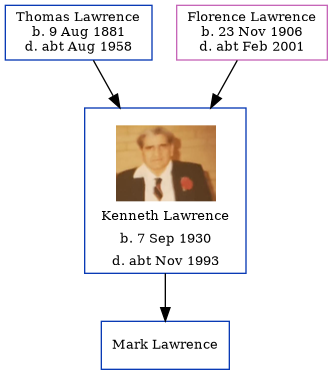 Thomas Lawrence
b. 9 Aug 1881
d. abt Aug 1958
Florence Lawrence
b. 23 Nov 1906
d. abt Feb 2001
Kenneth Lawrence
b. 7 Sep 1930
d. abt Nov 1993
Mark Lawrence